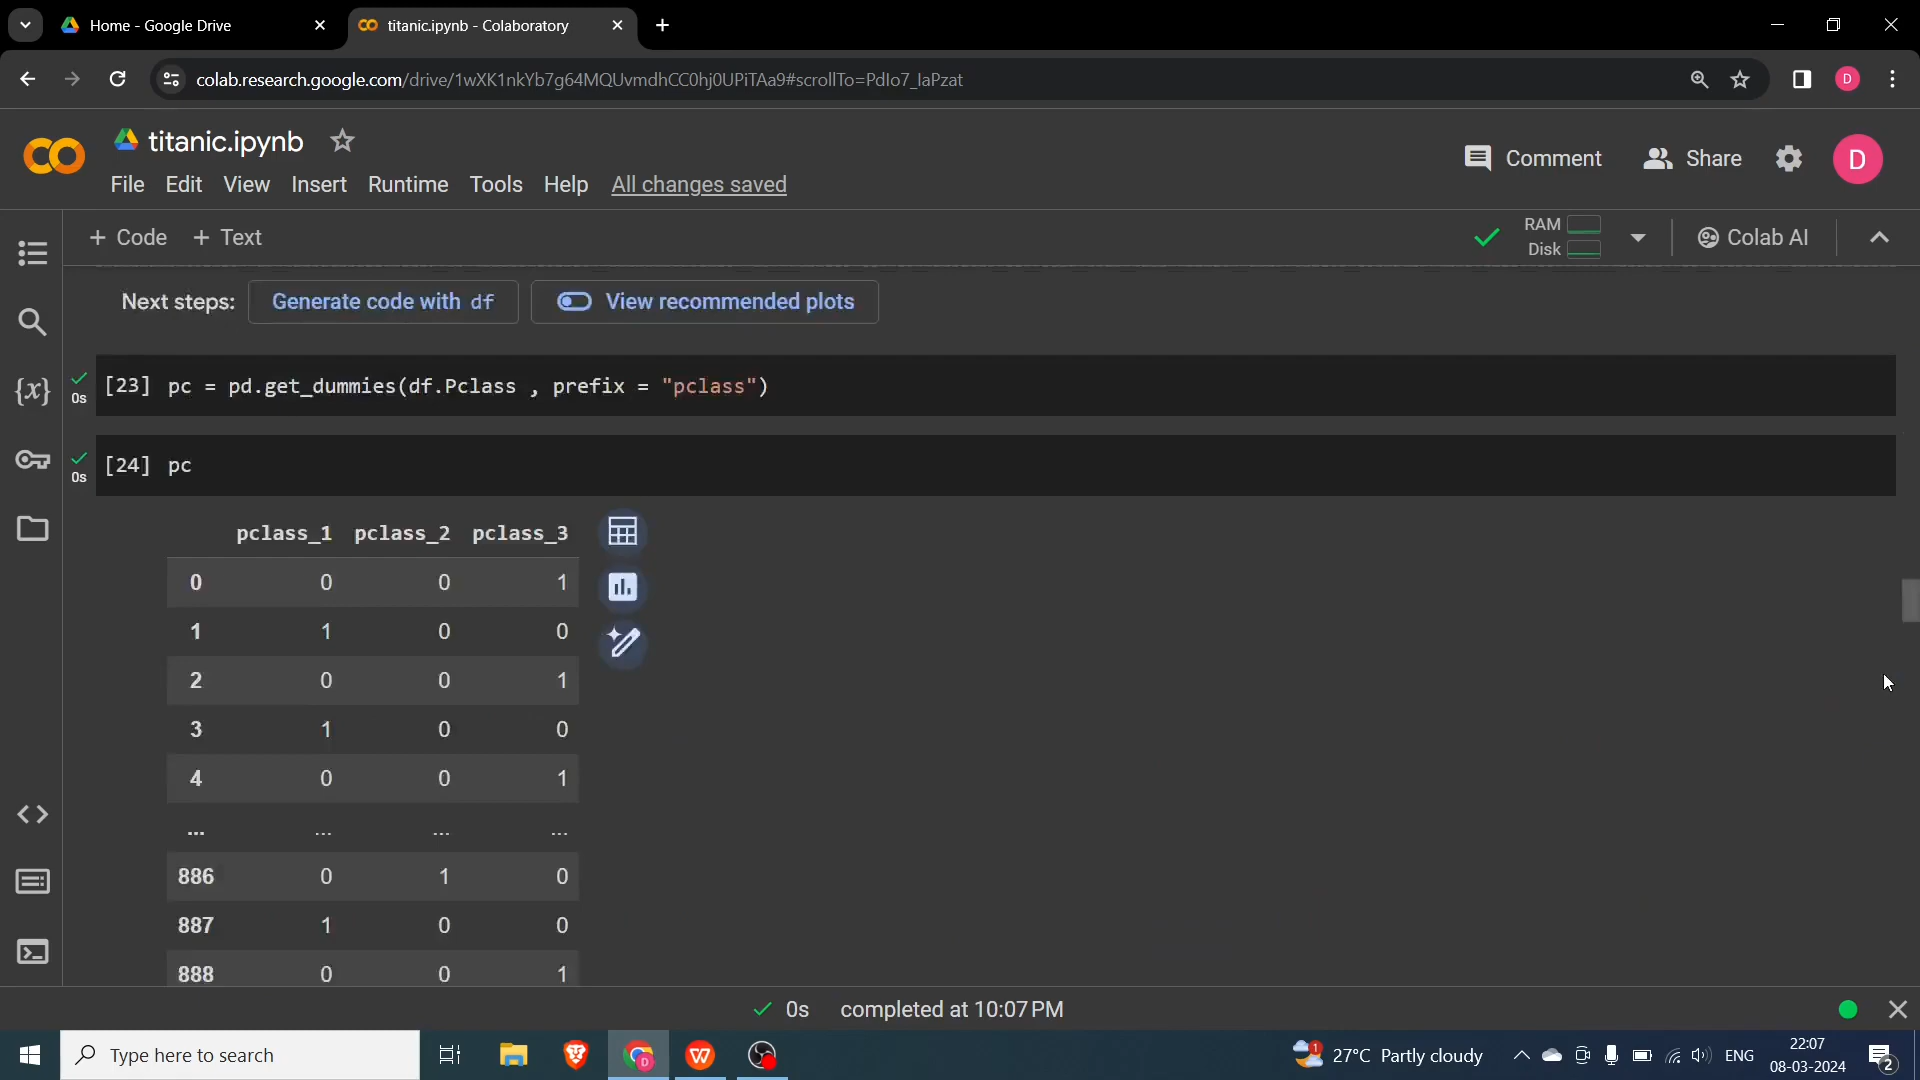 Home - Google Drive
titanic.ipynb - Colaboratory
colab.research.google.com/drive/1wXK1nkYb7g64MQUvmdhCC0hj0UPiTAa9#scrollTo=PdIo7_IaPzat
titanic.ipynb
File Edit View Insert Runtime Tools Help All changes saved
Comment
Share
D
+ Code + Text
RAM
Disk
Colab AI
Next steps: Generate code with df View recommended plots
0s [23] pc = pd.get_dummies(df.Pclass , prefix = "pclass")
0s [24] pc
pclass_1 pclass_2 pclass_3
0 0 0 1
1 1 0 0
2 0 0 1
3 1 0 0
4 0 0 1
... ... ... ...
886 0 1 0
887 1 0 0
888 0 0 1
0s completed at 10:07 PM
Type here to search
27°C Partly cloudy
ENG
22:07
08-03-2024
2